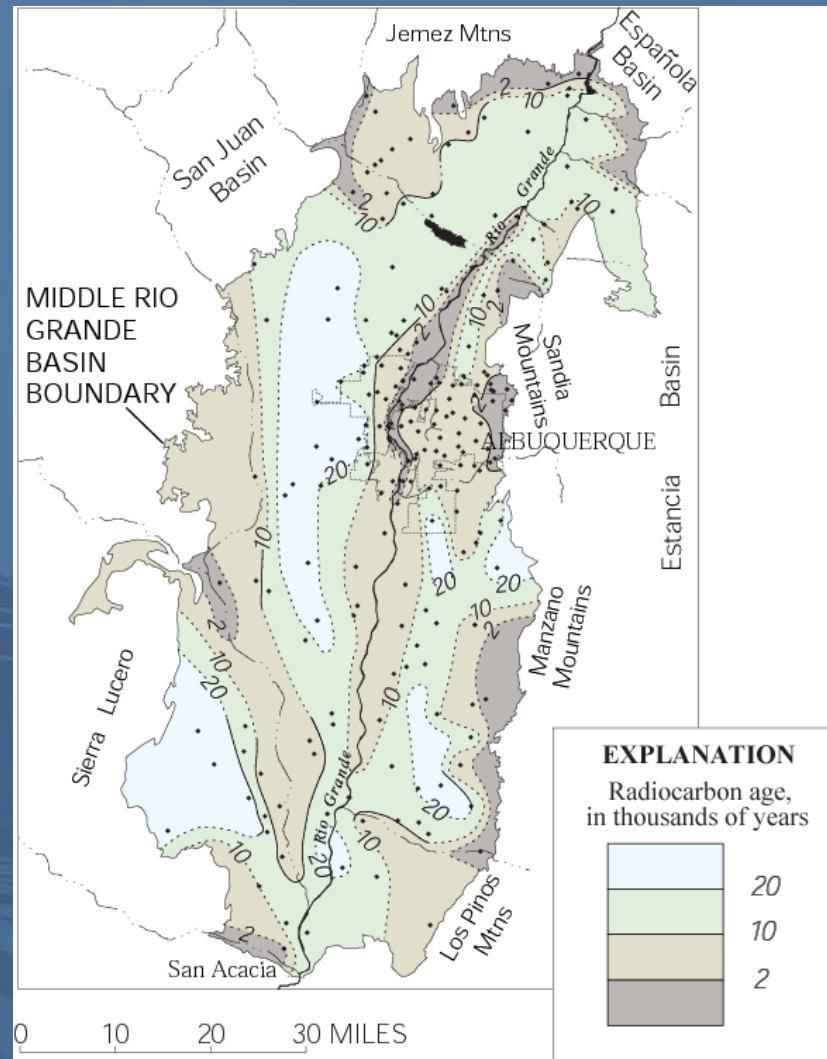 Jemez Mtns
Española
Basin
San Juan
Basin
2
10
2
2
10
10
Rio Grande
MIDDLE RIO
GRANDE
BASIN
BOUNDARY
10
2
10
2
Sandia
Mountains
2
ALBUQUERQUE
Basin
Estancia
20
10
20
20
2
10
2
Manzano
Mountains
10
20
10
Sierra Lucero
Rio Grande
20
10
20
10
2
Los Pinos
Mtns
San Acacia
EXPLANATION
Radiocarbon age,
in thousands of years
20
10
2
0 10 20 30 MILES